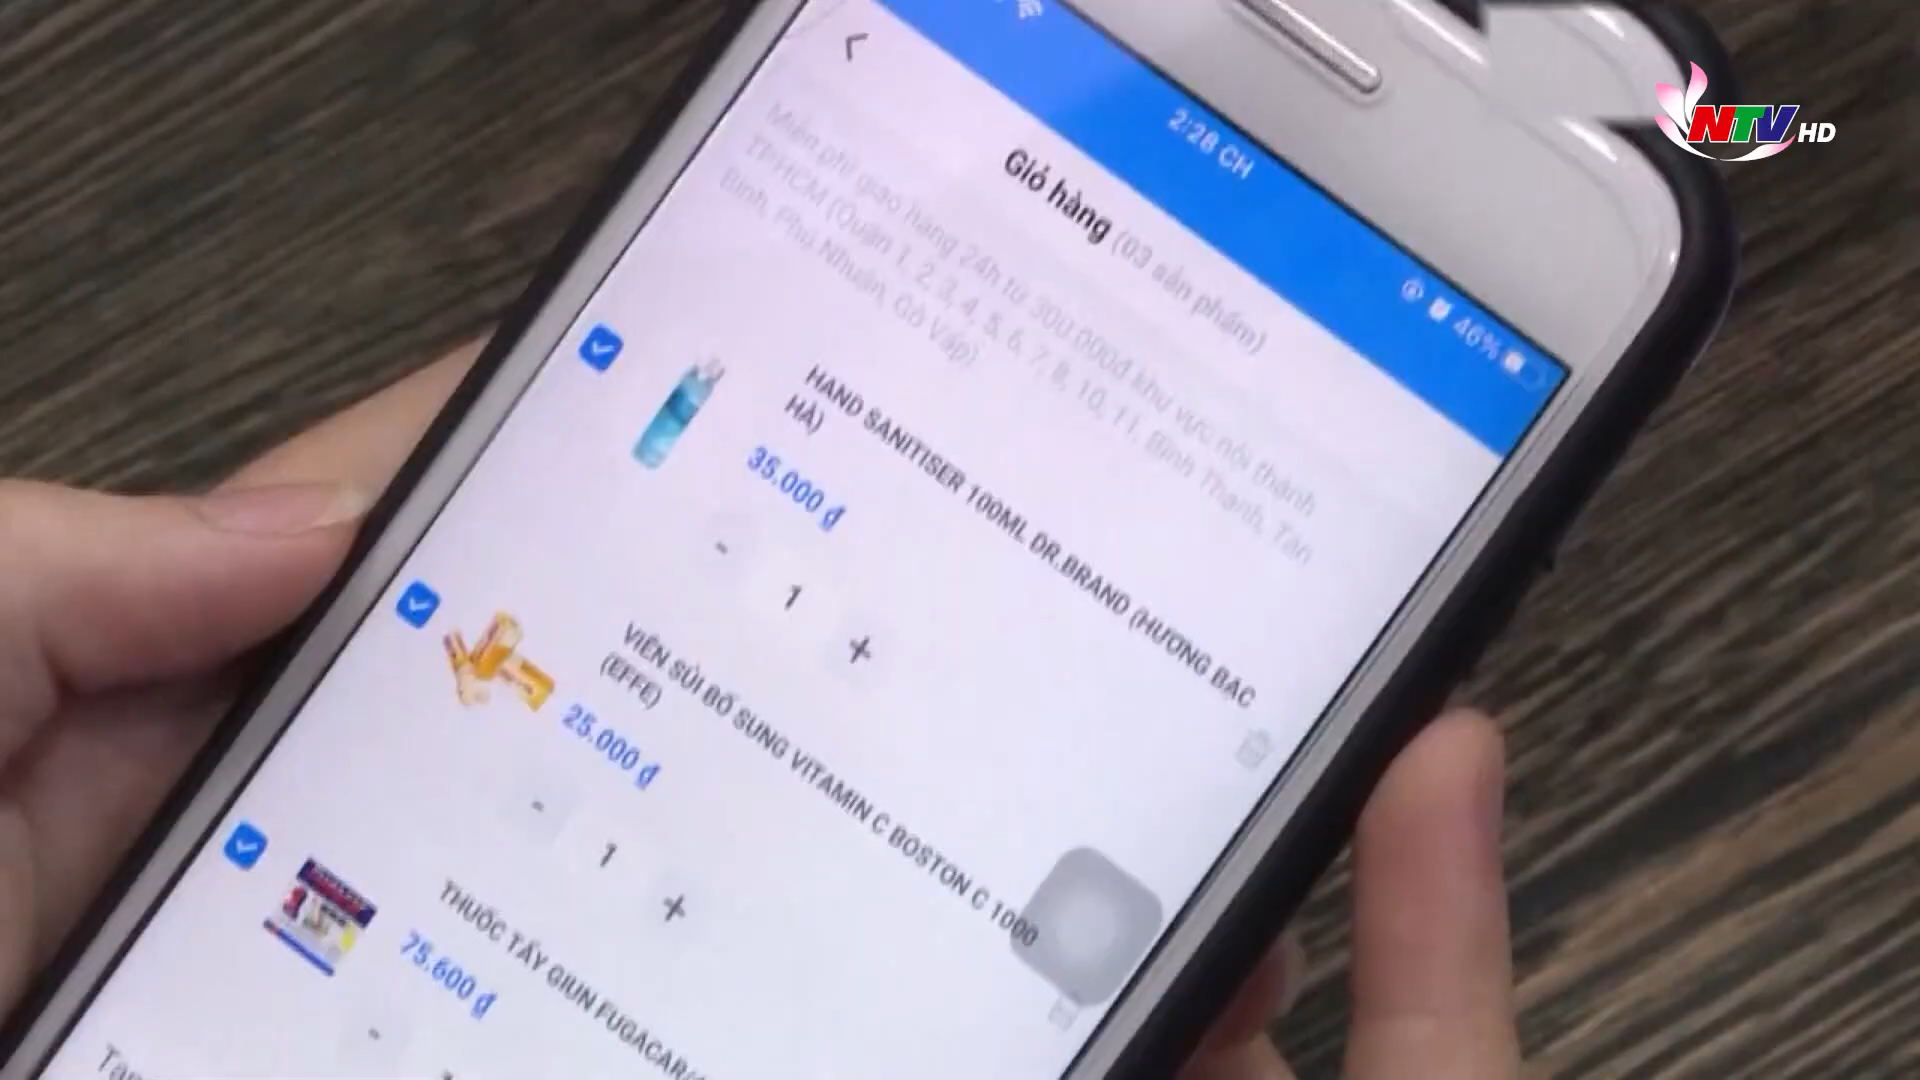 NTV HD
2:28 CH
46%
Giỏ hàng (03 sản phẩm)
Miễn phí giao hàng 24h từ 300.000đ khu vực nội thành
TPHCM (Quận 1, 2, 3, 4, 5, 6, 7, 8, 10, 11, Bình Thạnh, Tân
Bình, Phú Nhuận, Gò Vấp)
HAND SANITISER 100ML DR.BRAND (HƯƠNG BẠC
HÀ)
35.000 ₫
- 1 +
VIÊN SỦI BỔ SUNG VITAMIN C BOSTON C 1000
(EFFE)
25.000 ₫
- 1 +
THUỐC TẨY GIUN FUGACAR
75.600 ₫
-